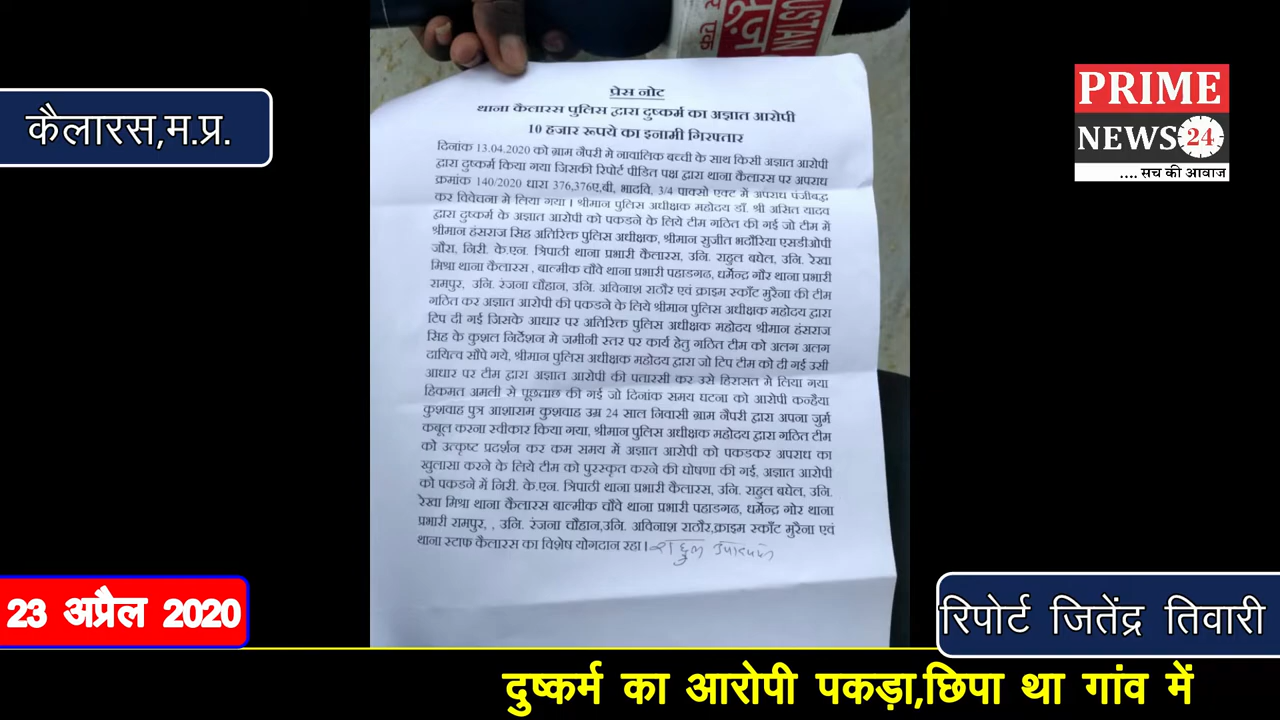 USTAN
र एक
कैलारस,म.प्र.
PRIME
NEWS 24
.... सच की आवाज
प्रेस नोट
थाना कैलारस पुलिस द्वारा दुष्कर्म का अज्ञात आरोपी
10 हजार रूपये का इनामी गिरफ्तार
दिनांक 13.04.2020 को ग्राम नैपरी मे नावालिक बच्ची के साथ किसी अज्ञात आरोपी
द्वारा दुष्कर्म किया गया जिसकी रिपोर्ट पीडित पक्ष द्वारा थाना कैलारस पर अपराध
क्रमांक 140/2020 धारा 376,376ए,बी, भादवि, 3/4 पाक्सो एक्ट में अपराध पंजीबद्ध
कर विवेचना मे लिया गया। श्रीमान पुलिस अधीक्षक महोदय डॉ. श्री असित यादव
द्वारा दुष्कर्म के अज्ञात आरोपी को पकडने के लिये टीम गठित की गई जो टीम में
श्रीमान हंसराज सिंह अतिरिक्त पुलिस अधीक्षक, श्रीमान सुजीत भदौरिया एसडीओपी
जौरा, निरी. के.एन. त्रिपाठी थाना प्रभारी कैलारस, उनि. राहुल बघेल, उनि. रेखा
मिश्रा थाना कैलारस , बाल्मीक चौवे थाना प्रभारी पहाडगढ, धर्मेन्द्र गौर थाना प्रभारी
रामपुर, उनि. रंजना चौहान, उनि. अविनाश राठौर एवं क्राइम स्कॉट मुरैना की टीम
गठित कर अज्ञात आरोपी की पकडने के लिये श्रीमान पुलिस अधीक्षक महोदय द्वारा
टिप दी गई जिसके आधार पर अतिरिक्त पुलिस अधीक्षक महोदय श्रीमान हंसराज
सिह के कुशल निर्देशन मे जमीनी स्तर पर कार्य हेतु गठित टीम को अलग अलग
दायित्व सौपे गये, श्रीमान पुलिस अधीक्षक महोदय द्वारा जो टिप टीम को दी गई उसी
आधार पर टीम द्वारा अज्ञात आरोपी की पतारसी कर उसे हिरासत मे लिया गया
हिकमत अमली से पूछताछ की गई जो दिनांक समय घटना को आरोपी कन्हैया
कुशवाह पुत्र आशाराम कुशवाह उम्र 24 साल निवासी ग्राम नैपरी द्वारा अपना जुर्म
कबूल करना स्वीकार किया गया, श्रीमान पुलिस अधीक्षक महोदय द्वारा गठित टीम
को उत्कृष्ट प्रदर्शन कर कम समय में अज्ञात आरोपी को पकडकर अपराध का
खुलासा करने के लिये टीम को पुरस्कृत करने की घोषणा की गई, अज्ञात आरोपी
को पकडने में निरी. के.एन. त्रिपाठी थाना प्रभारी कैलारस, उनि. राहुल बघेल, उनि.
रेखा मिश्रा थाना कैलारस बाल्मीक चौवे थाना प्रभारी पहाडगढ, धर्मेन्द्र गोर थाना
प्रभारी रामपुर, , उनि. रंजना चौहान,उनि. अविनाश राठौर,क्राइम स्कॉट मुरैना एवं
थाना स्टाफ कैलारस का विशेष योगदान रहा।
23 अप्रैल 2020
रिपोर्ट जितेंद्र तिवारी
दुष्कर्म का आरोपी पकड़ा,छिपा था गांव में